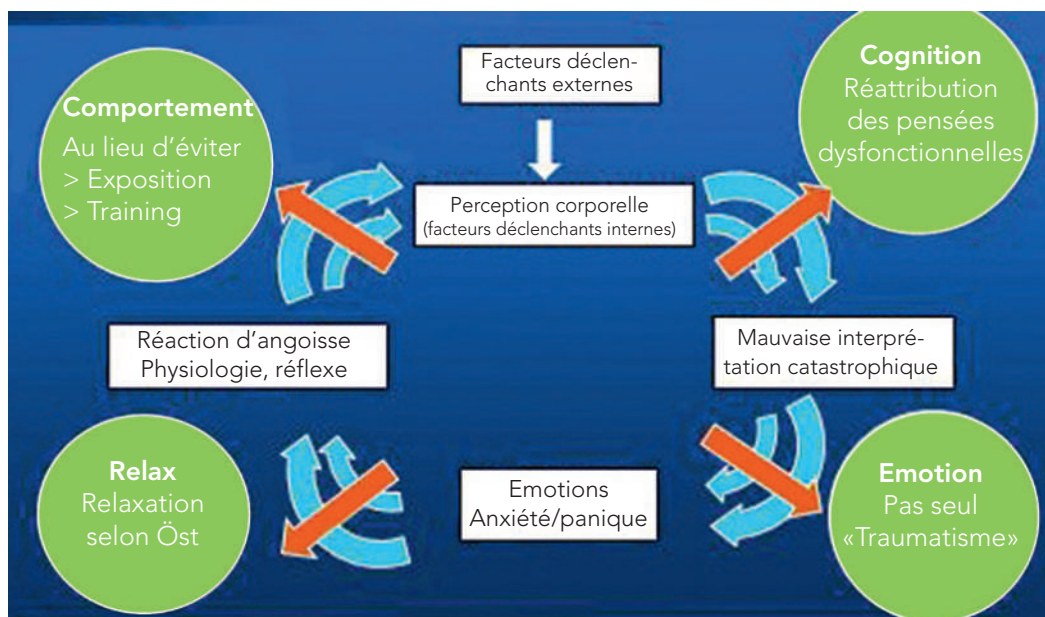 Comportement
Au lieu d'éviter
> Exposition
> Training
Facteurs déclen-
chants externes
Cognition
Réattribution
des pensées
dysfonctionnelles
Perception corporelle
(facteurs déclenchants internes)
Réaction d'angoisse
Physiologie, réflexe
Mauvaise interpré-
tation catastrophique
Relax
Relaxation
selon Öst
Emotions
Anxiété/panique
Emotion
Pas seul
«Traumatisme»